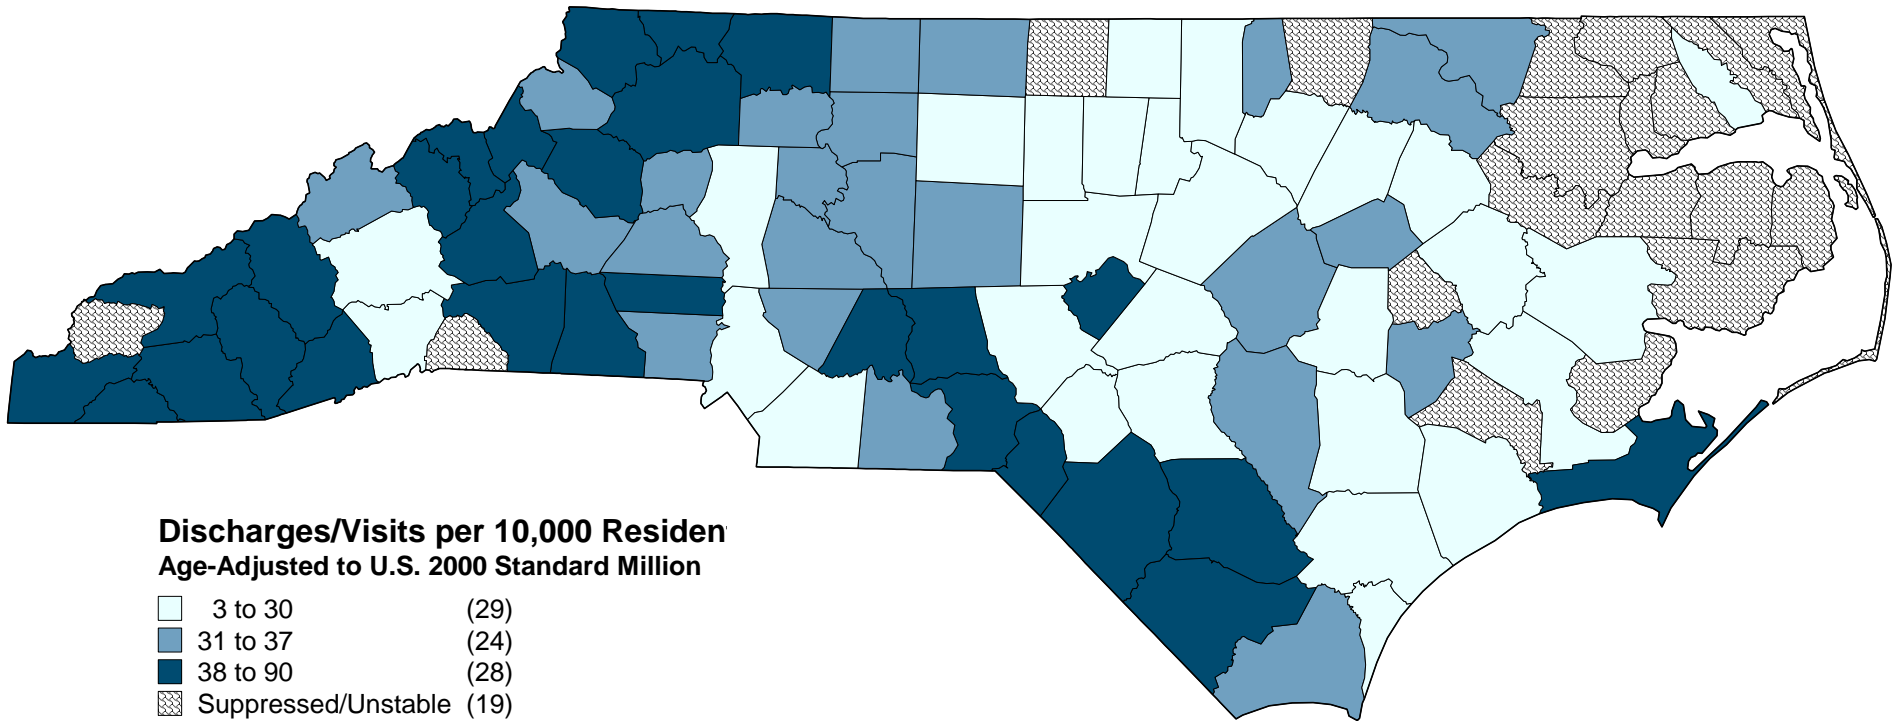 Discharges/Visits per 10,000 Residen
Age-Adjusted to U.S. 2000 Standard Million
3 to 30 (29)
31 to 37 (24)
38 to 90 (28)
Suppressed/Unstable (19)